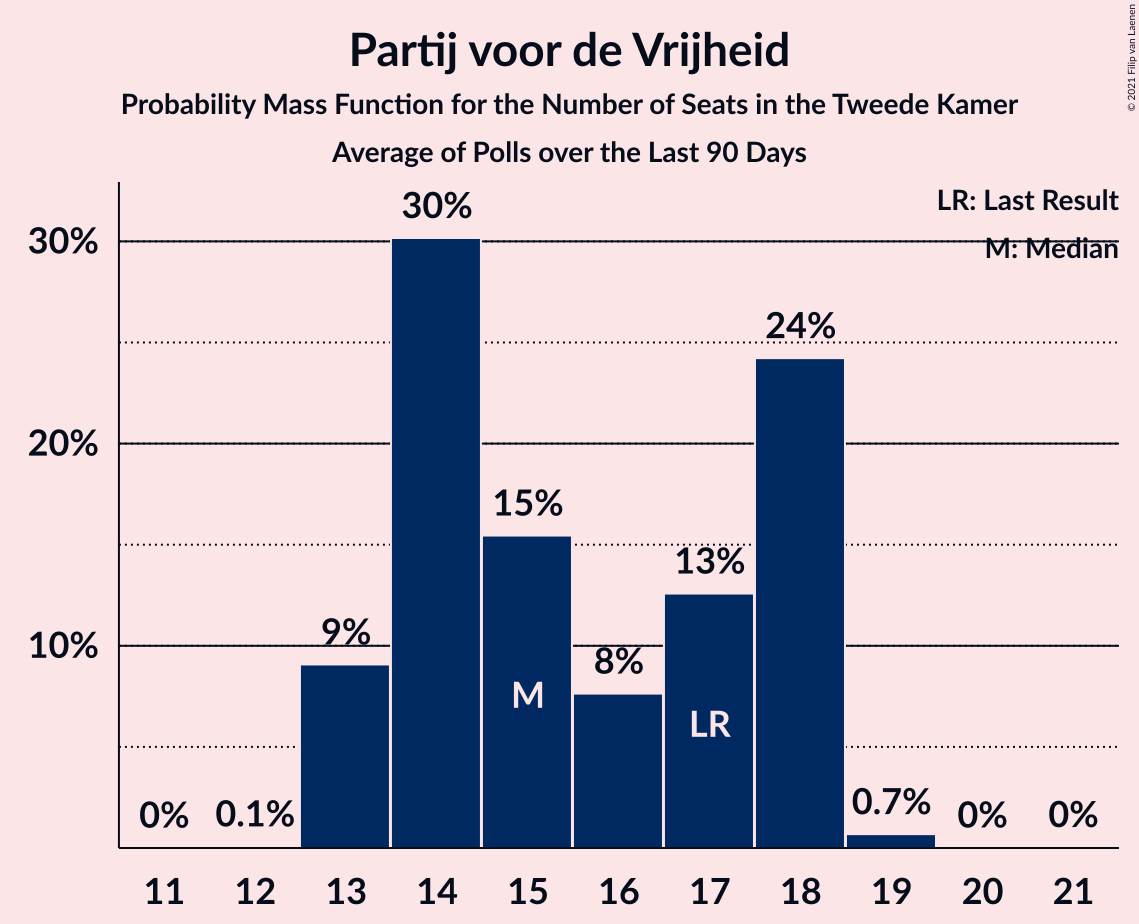 Partij voor de Vrijheid
Probability Mass Function for the Number of Seats in the Tweede Kamer
Average of Polls over the Last 90 Days
© 2021 Filip van Laenen
LR: Last Result
M: Median
30%
20%
10%
0%
0.1%
9%
30%
15%
8%
13%
24%
0.7%
0%
0%
M
LR
11 12 13 14 15 16 17 18 19 20 21